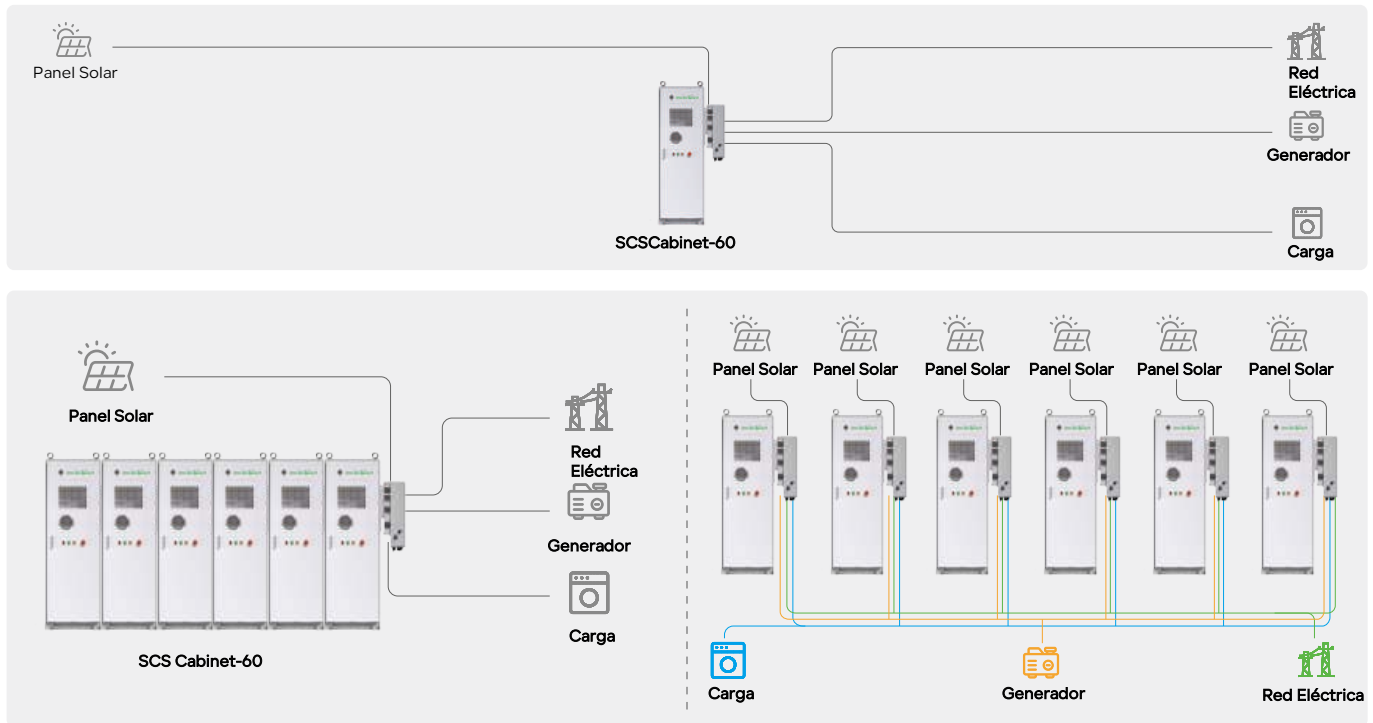 Panel Solar
Red
Eléctrica
Generador
SCSCabinet-60
Carga
Panel Solar
Red
Eléctrica
Generador
Carga
SCS Cabinet-60
Panel Solar
Panel Solar
Panel Solar
Panel Solar
Panel Solar
Panel Solar
Carga
Generador
Red Eléctrica